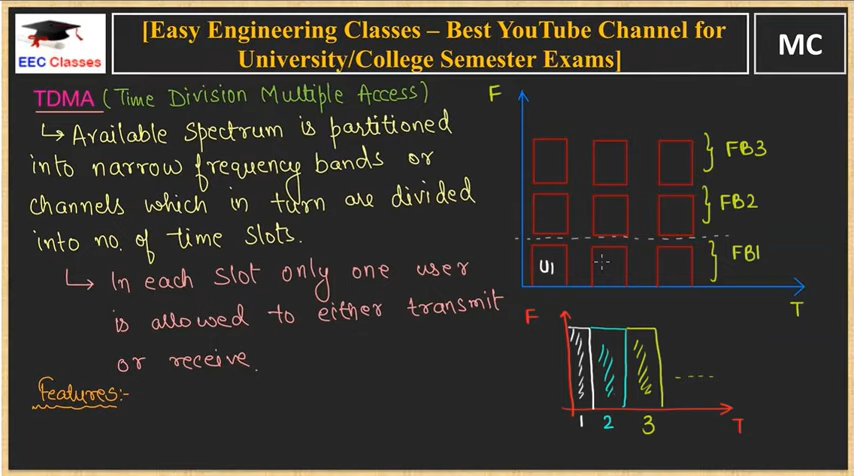 EEC Classes
[Easy Engineering Classes – Best YouTube Channel for
University/College Semester Exams]
MC
TDMA (Time Division Multiple Access)
↳ Available Spectrum is partitioned
into narrow frequency bands or
channels which in turn are divided
into no. of time slots.
↳ In each slot only one user
is allowed to either transmit
or receive.
Features:-
F
FB3
FB2
FB1
U1
T
F
1 2 3
T